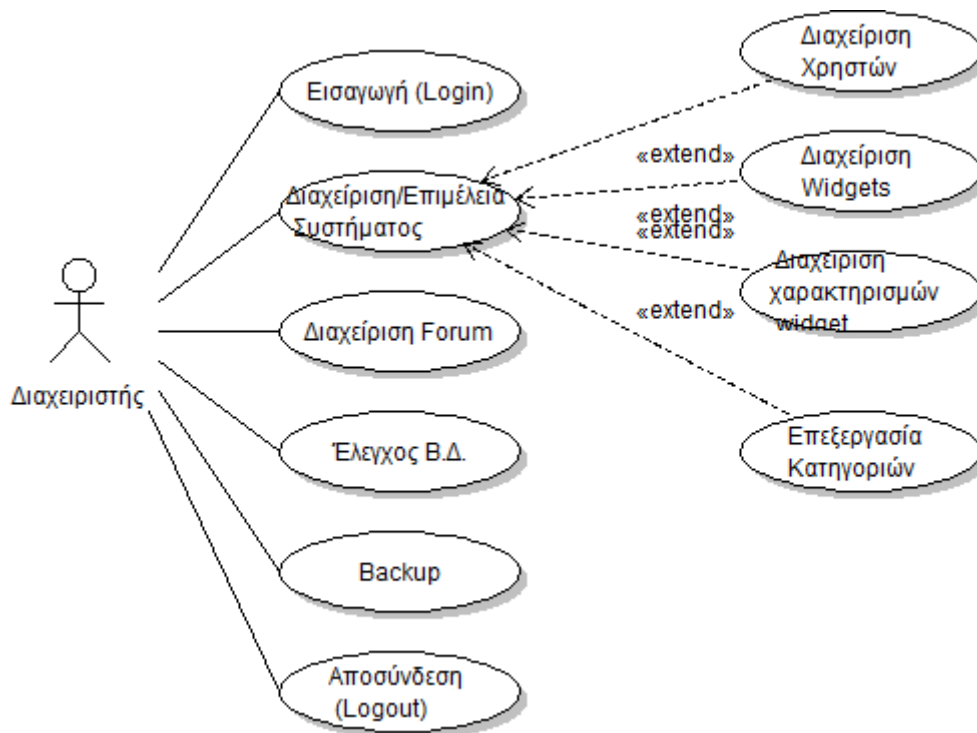 Διαχείριση
Χρηστών
Εισαγωγή (Login)
«extend»
Διαχείριση
Widgets
Διαχείριση/Επιμέλεια
Συστήματος
«extend»
«extend»
Διαχείριση
χαρακτηρισμών
widget
«extend»
Διαχείριση Forum
Διαχειριστής
Έλεγχος Β.Δ.
Επεξεργασία
Κατηγοριών
Backup
Αποσύνδεση
(Logout)